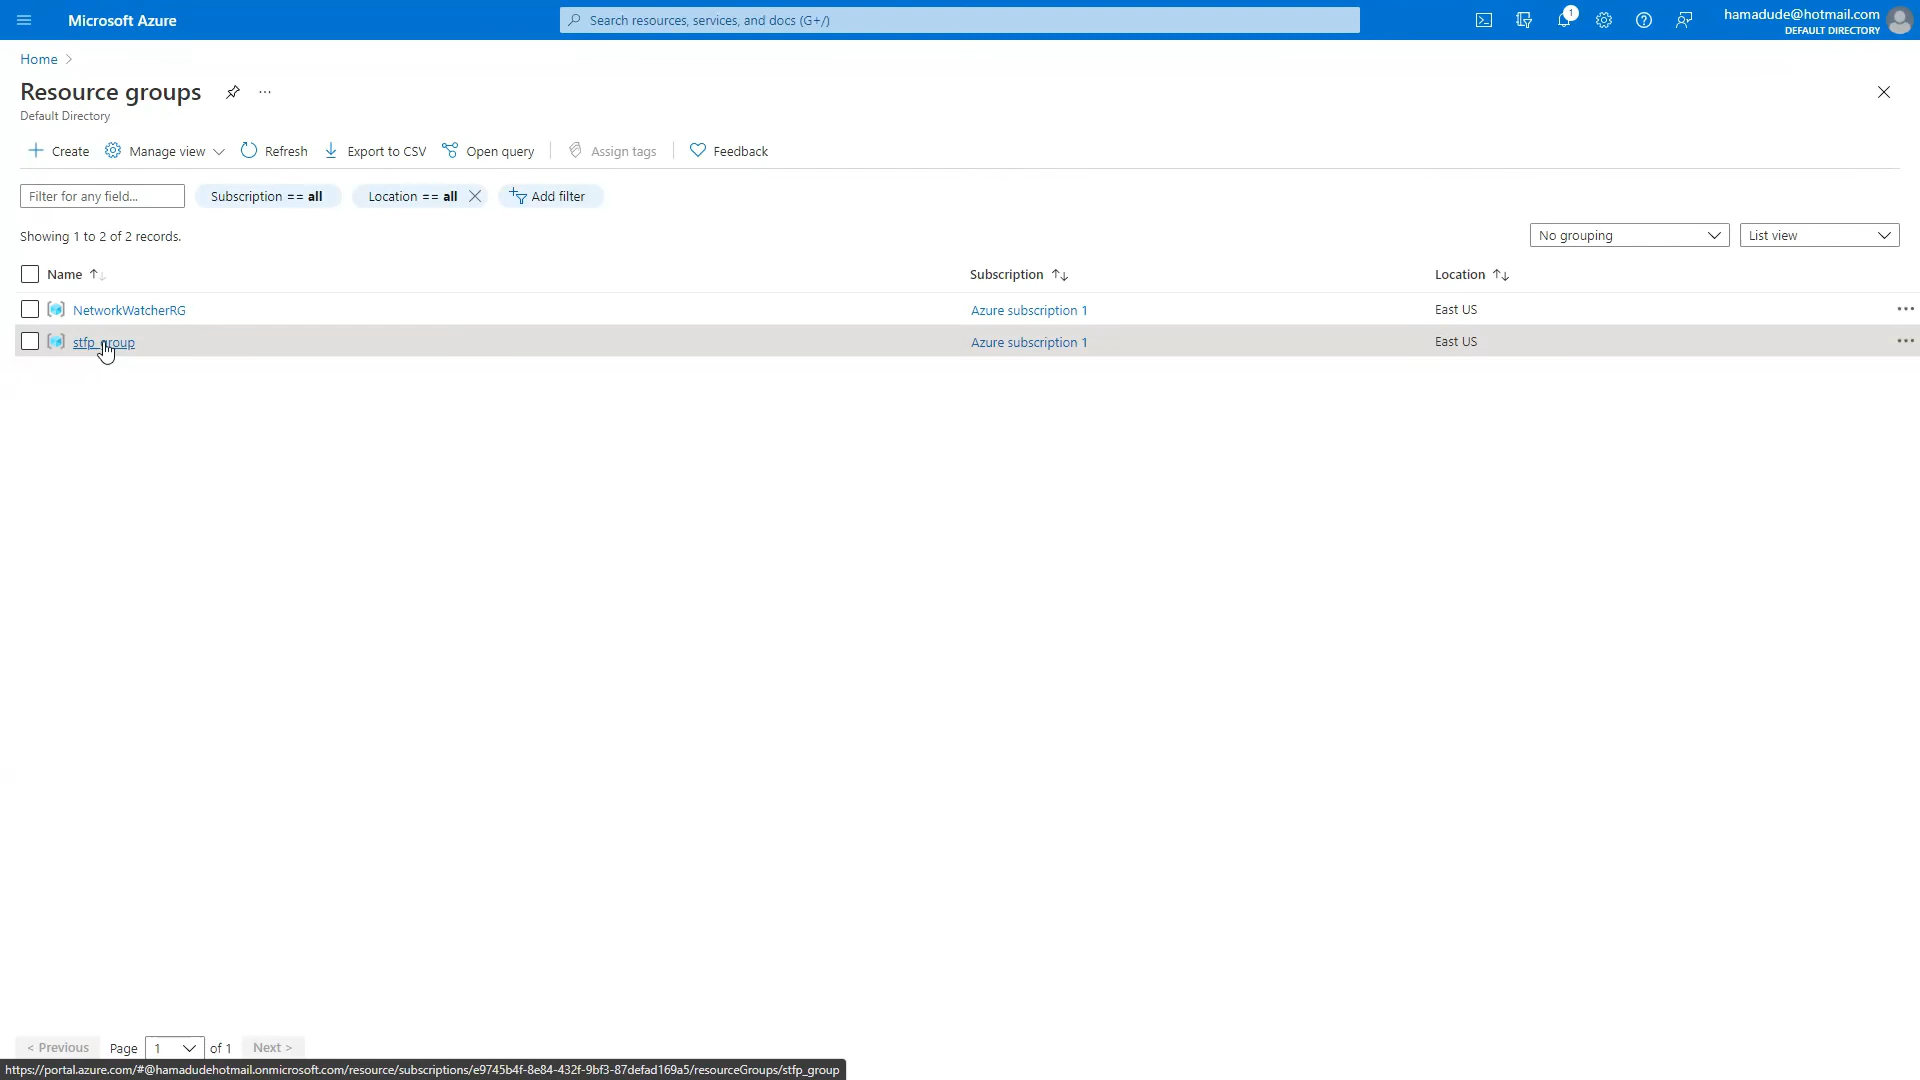 Microsoft Azure
Search resources, services, and docs (G+/)
1
hamadude@hotmail.com
DEFAULT DIRECTORY
Home
Resource groups
...
Default Directory
Create
Manage view
Refresh
Export to CSV
Open query
Assign tags
Feedback
Filter for any field...
Subscription == all
Location == all
Add filter
Showing 1 to 2 of 2 records.
No grouping
List view
Name
Subscription
Location
NetworkWatcherRG
Azure subscription 1
East US
...
stfp_group
Azure subscription 1
East US
...
< Previous
Page
1
of 1
Next >
https://portal.azure.com/#@hamadudehotmail.onmicrosoft.com/resource/subscriptions/e9745b4f-8e84-432f-9bf3-87defad169a5/resourceGroups/stfp_group